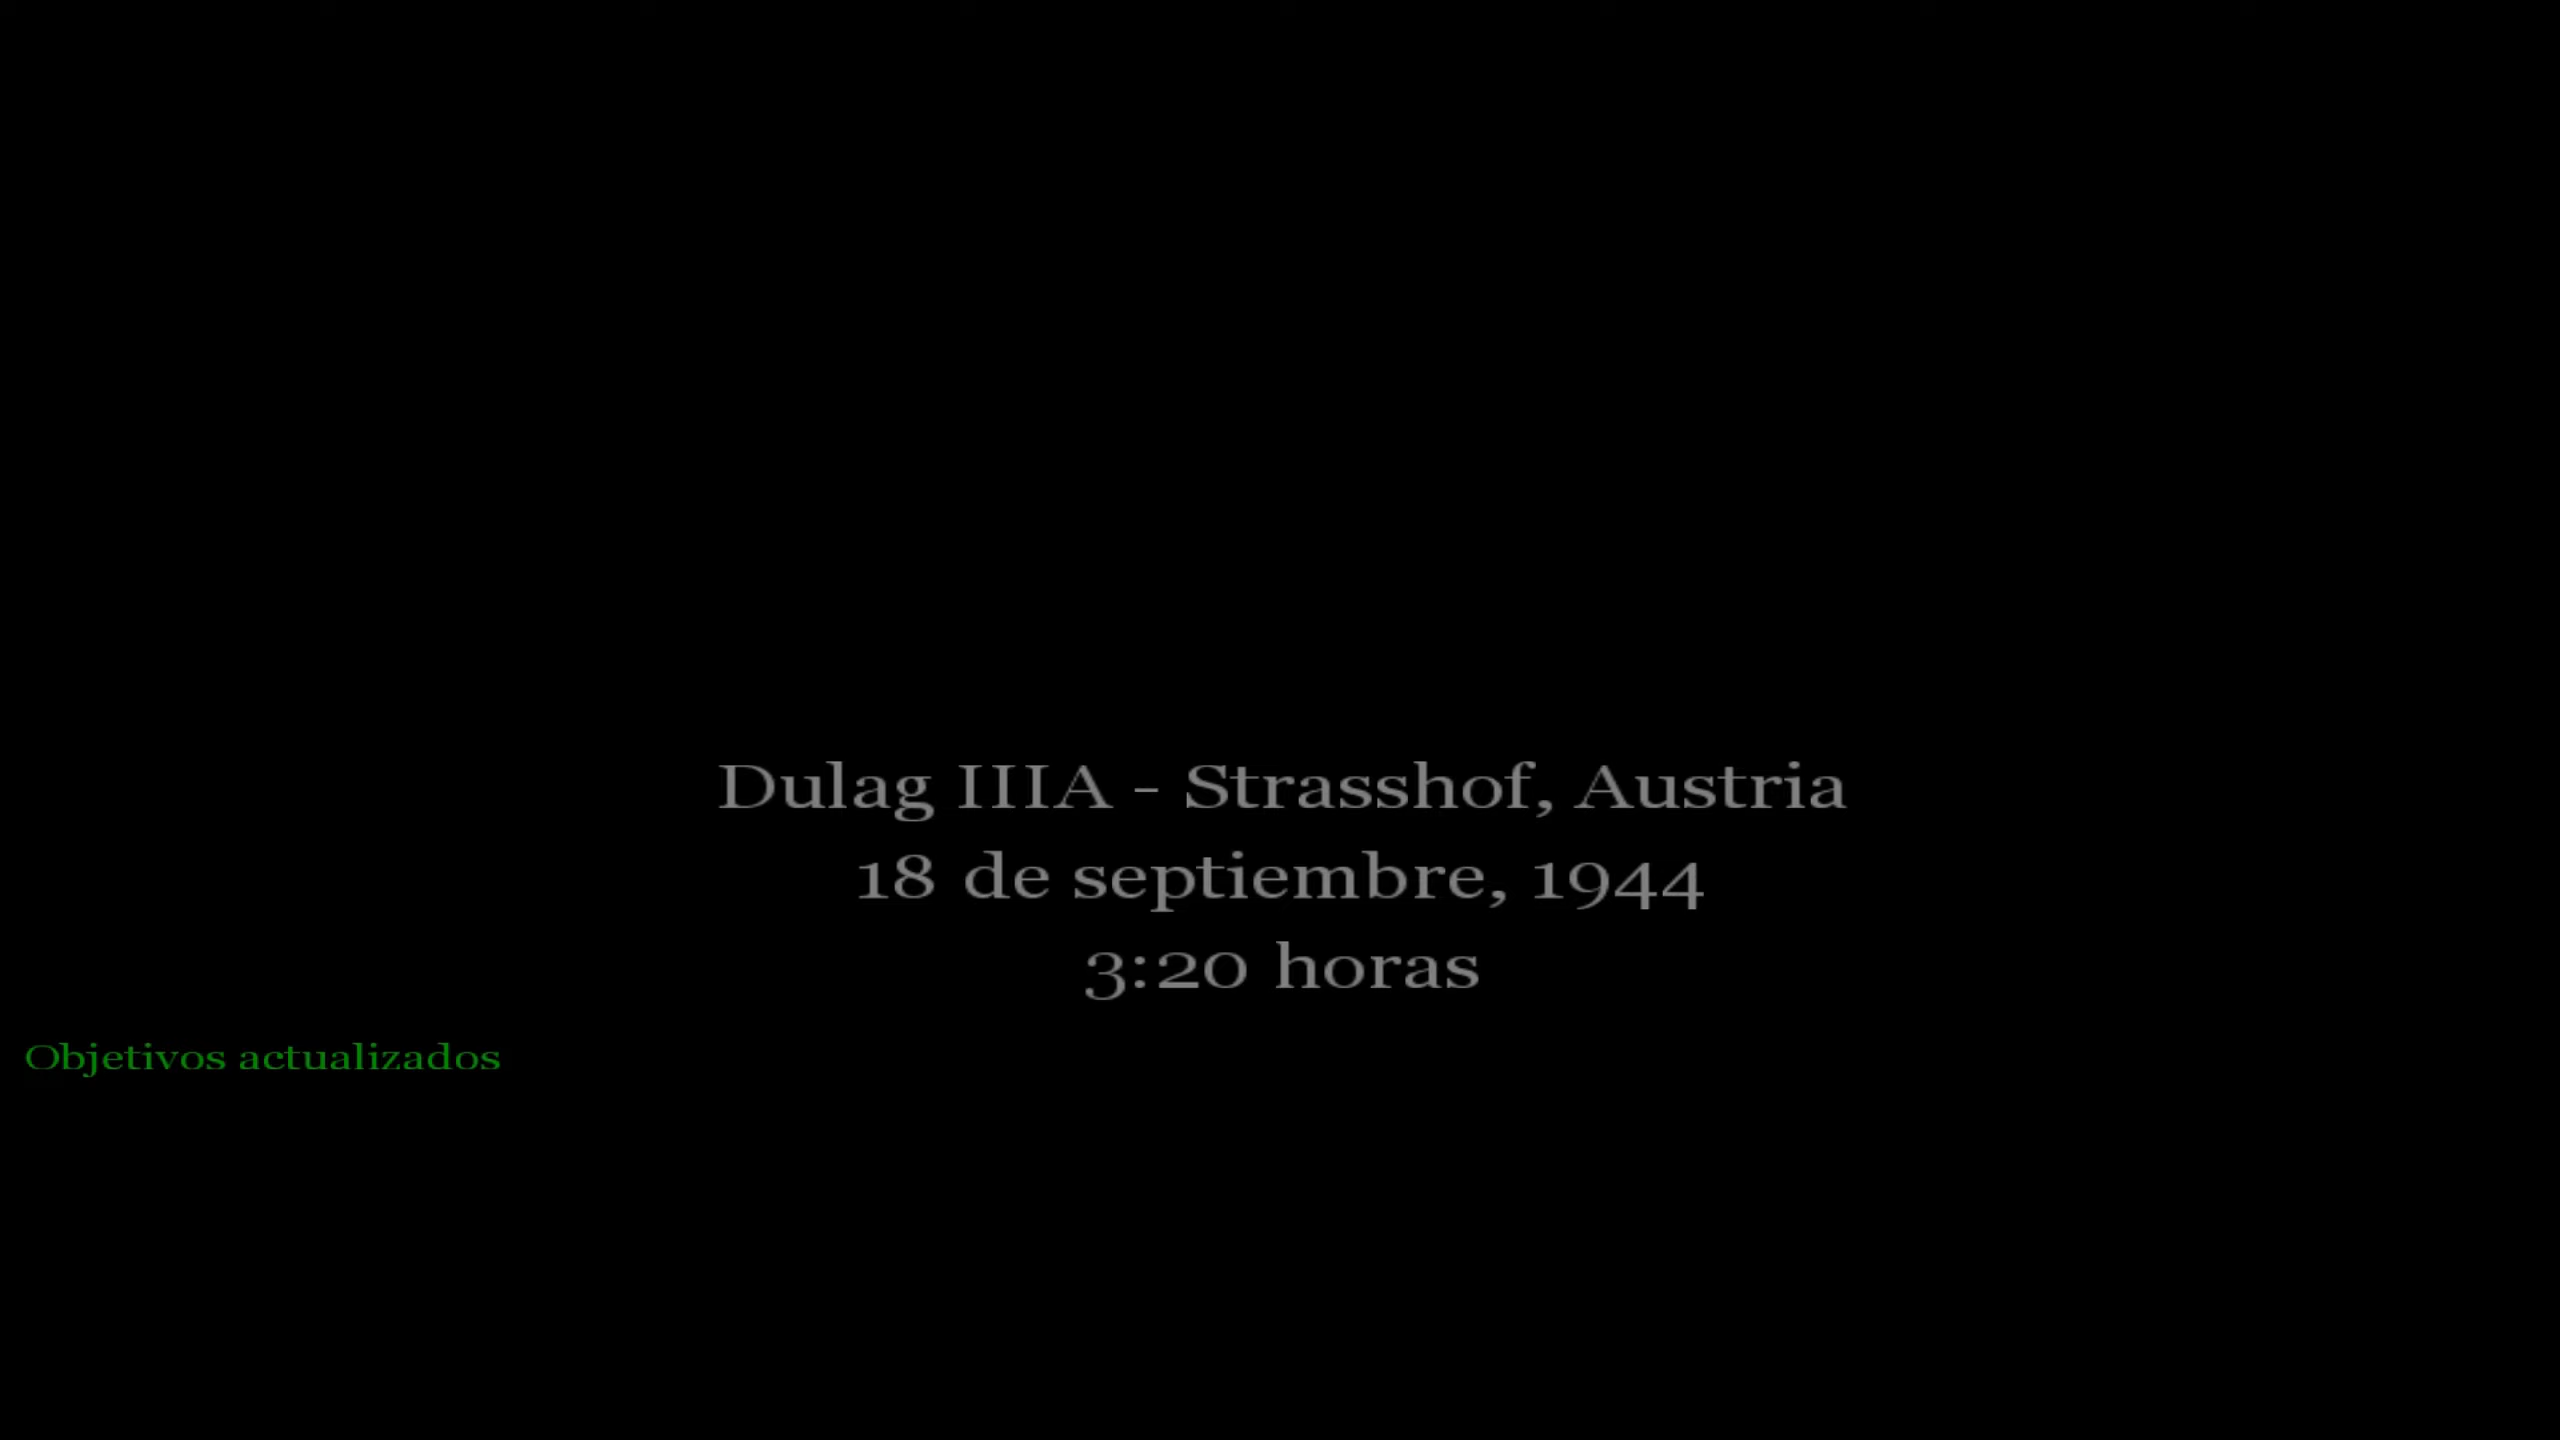 Dulag IIIA - Strasshof, Austria
18 de septiembre, 1944
3:20 horas
Objetivos actualizados